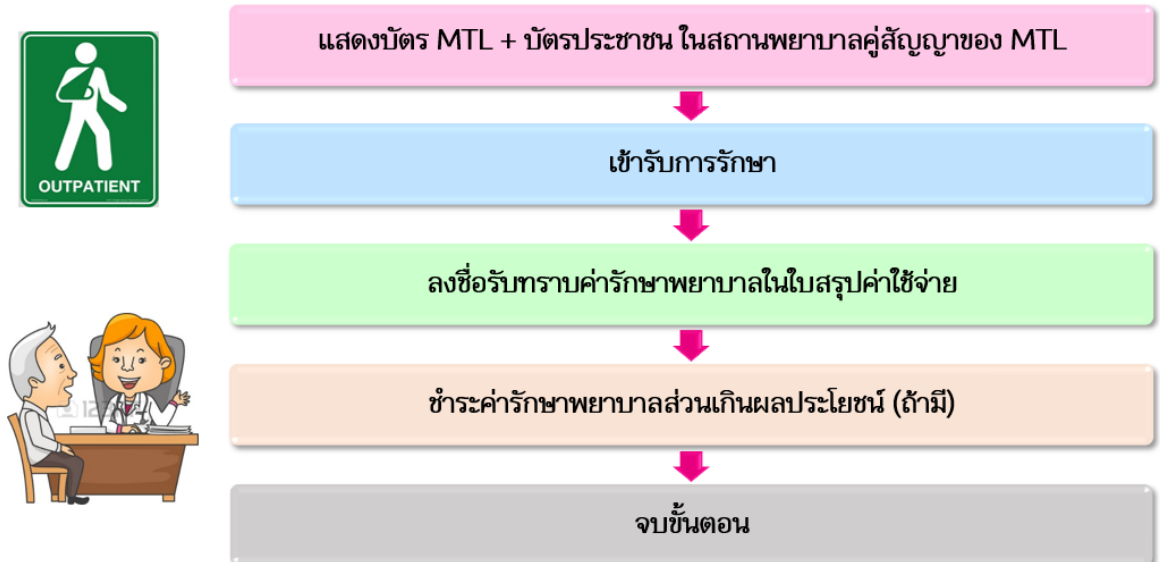 แสดงบัตร MTL + บัตรประชาชน ในสถานพยาบาลคู่สัญญาของ MTL
OUTPATIENT
เข้ารับการรักษา
ลงชื่อรับทราบค่ารักษาพยาบาลในใบสรุปค่าใช้จ่าย
ชำระค่ารักษาพยาบาลส่วนเกินผลประโยชน์ (ถ้ามี)
จบขั้นตอน